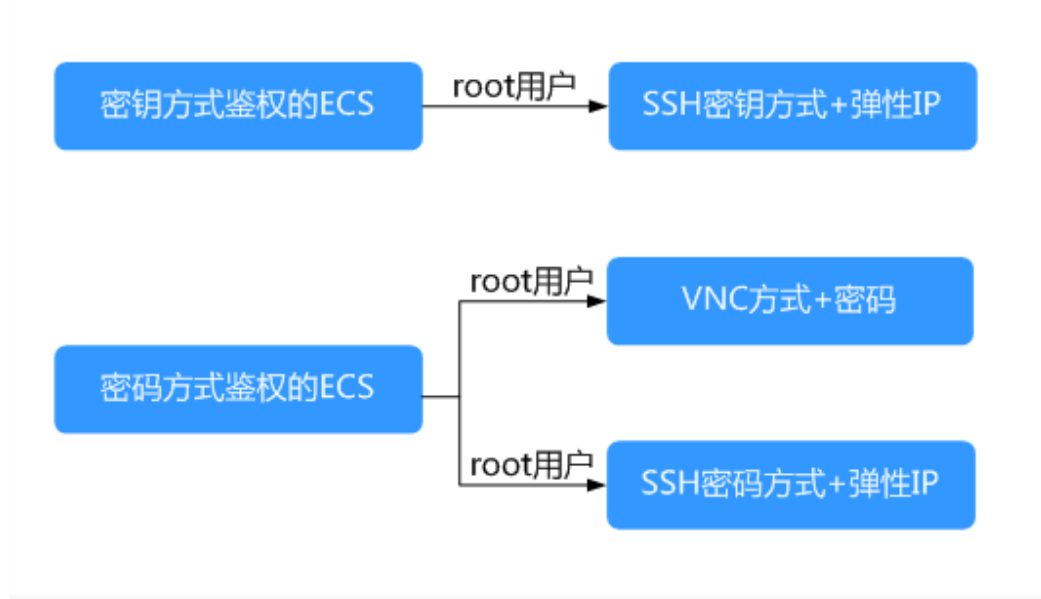 密钥方式鉴权的ECS
root用户
SSH密钥方式+弹性IP
密码方式鉴权的ECS
root用户
VNC方式+密码
root用户
SSH密码方式+弹性IP